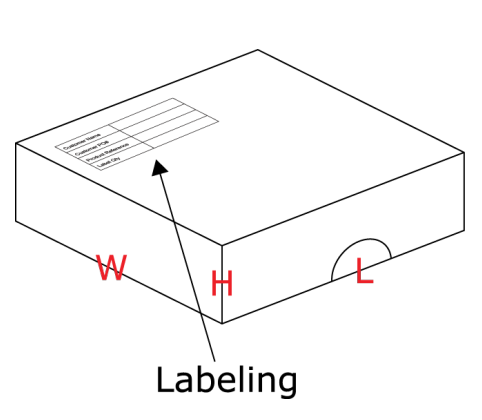 Customer Name
Customer PO#
Product Reference
Label Qty
W
H
L
Labeling